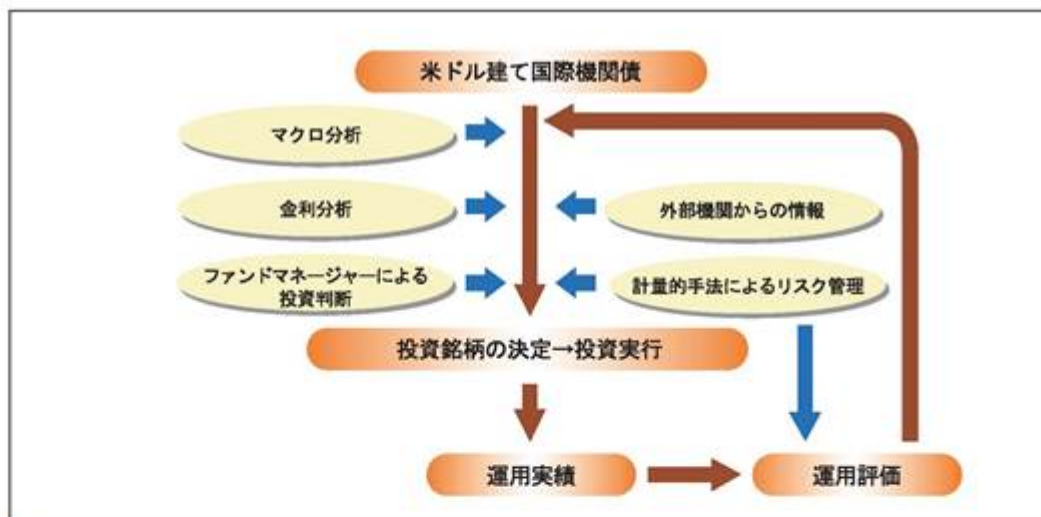 米ドル建て国際機関債
マクロ分析
金利分析
外部機関からの情報
ファンドマネージャーによる
投資判断
計量的手法によるリスク管理
投資銘柄の決定→投資実行
運用実績
運用評価